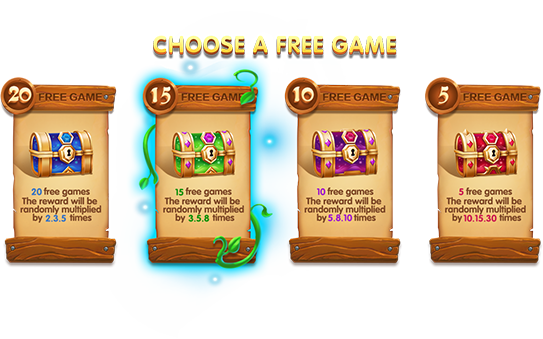 CHOOSE A FREE GAME
20 FREE GAME
20 free games
The reward will be
randomly multiplied
by 2.3.5 times
15 FREE GAME
15 free games
The reward will be
randomly multiplied
by 3.5.8 times
10 FREE GAME
10 free games
The reward will be
randomly multiplied
by 5.8.10 times
5 FREE GAME
5 free games
The reward will be
randomly multiplied
by 10.15.30 times